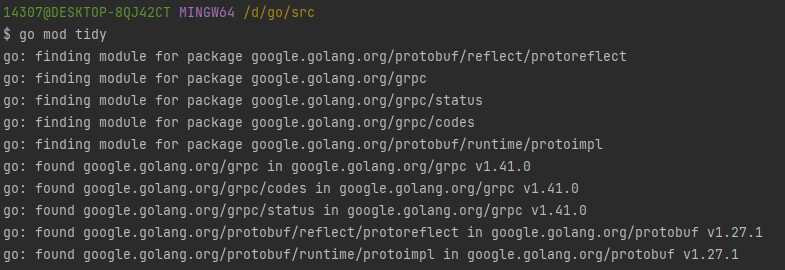 14307@DESKTOP-8QJ42CT MINGW64 /d/go/src
$ go mod tidy
go: finding module for package google.golang.org/protobuf/reflect/protoreflect
go: finding module for package google.golang.org/grpc
go: finding module for package google.golang.org/grpc/status
go: finding module for package google.golang.org/grpc/codes
go: finding module for package google.golang.org/protobuf/runtime/protoimpl
go: found google.golang.org/grpc in google.golang.org/grpc v1.41.0
go: found google.golang.org/grpc/codes in google.golang.org/grpc v1.41.0
go: found google.golang.org/grpc/status in google.golang.org/grpc v1.41.0
go: found google.golang.org/protobuf/reflect/protoreflect in google.golang.org/protobuf v1.27.1
go: found google.golang.org/protobuf/runtime/protoimpl in google.golang.org/protobuf v1.27.1